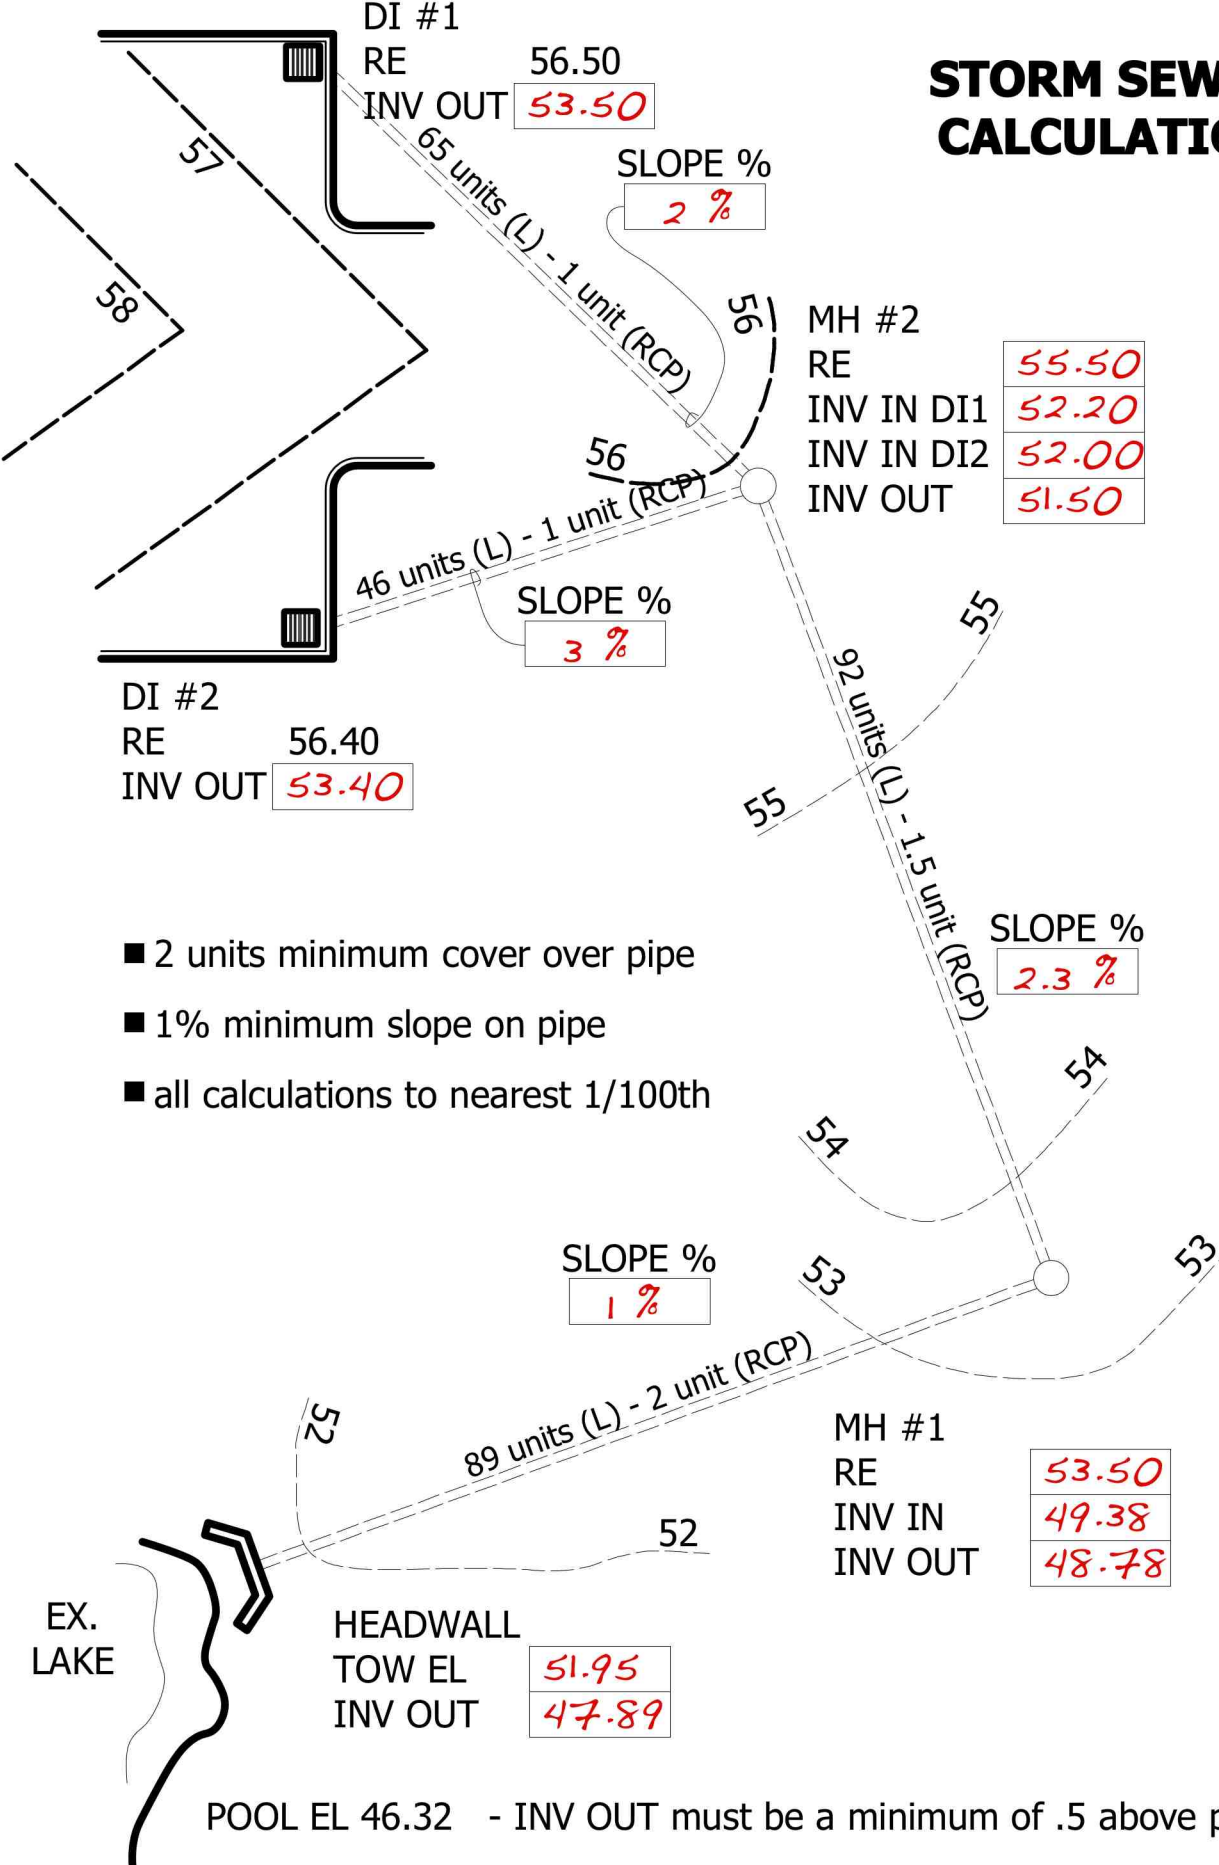 DI #1
RE 56.50
INV OUT 53.50
STORM SEW
CALCULATIO
65 units (L) - 1 unit (RCP)
SLOPE %
2 %
57
58
56
56
MH #2
RE 55.50
INV IN DI1 52.20
INV IN DI2 52.00
INV OUT 51.50
46 units (L) - 1 unit (RCP)
SLOPE %
3 %
DI #2
RE 56.40
INV OUT 53.40
55
55
92 units (L) - 1.5 unit (RCP)
SLOPE %
2.3 %
■ 2 units minimum cover over pipe
■ 1% minimum slope on pipe
■ all calculations to nearest 1/100th
54
54
SLOPE %
1 %
53
53
89 units (L) - 2 unit (RCP)
MH #1
RE 53.50
INV IN 49.38
INV OUT 48.78
52
52
EX.
LAKE
HEADWALL
TOW EL 51.95
INV OUT 47.89
POOL EL 46.32 - INV OUT must be a minimum of .5 above p